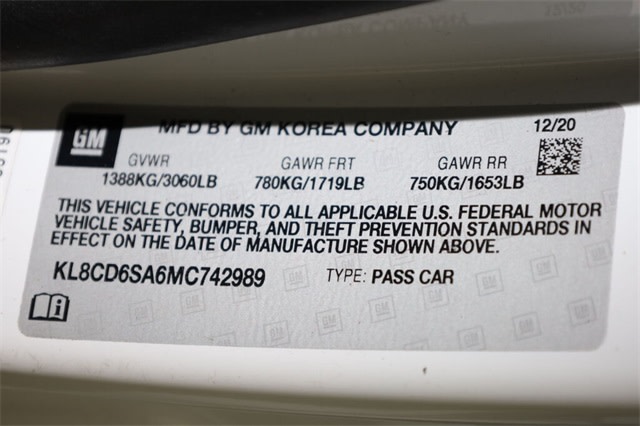 GM
MFD BY GM KOREA COMPANY 12/20
GVWR GAWR FRT GAWR RR
1388KG/3060LB 780KG/1719LB 750KG/1653LB
THIS VEHICLE CONFORMS TO ALL APPLICABLE U.S. FEDERAL MOTOR
VEHICLE SAFETY, BUMPER, AND THEFT PREVENTION STANDARDS IN
EFFECT ON THE DATE OF MANUFACTURE SHOWN ABOVE.
KL8CD6SA6MC742989 TYPE: PASS CAR